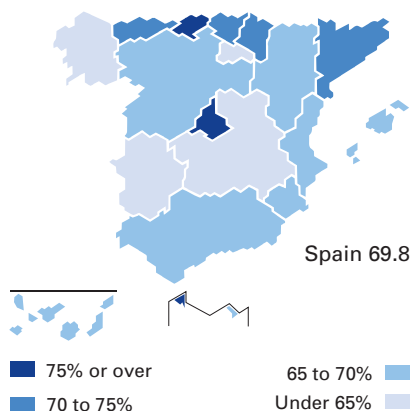 Spain 69.8
75% or over
70 to 75%
65 to 70%
Under 65%